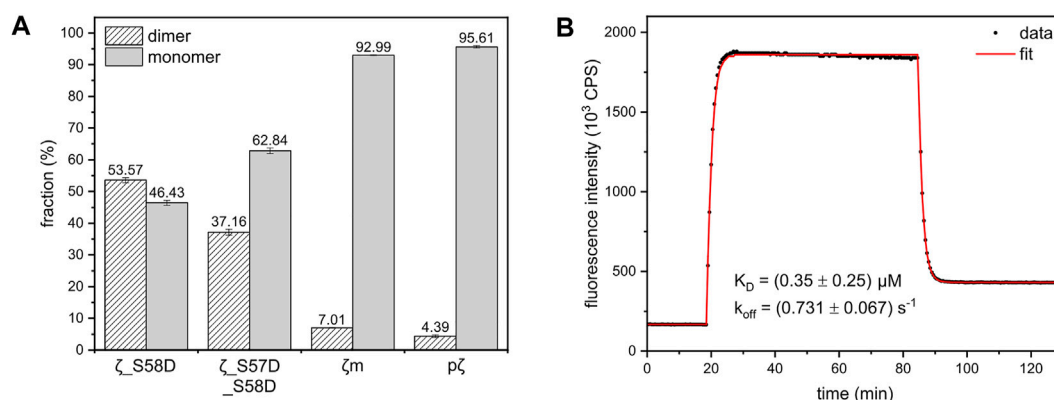 A
dimer
monomer
fraction (%)
100
90
80
70
60
50
40
30
20
10
0
53.57
46.43
37.16
62.84
7.01
92.99
4.39
95.61
ζ_S58D
ζ_S57D
_S58D
ζm
pζ
B
data
fit
fluorescence intensity (10³ CPS)
2000
1500
1000
500
0
K_D = (0.35 ± 0.25) µM
k_off = (0.731 ± 0.067) s⁻¹
0
20
40
60
80
100
120
time (min)